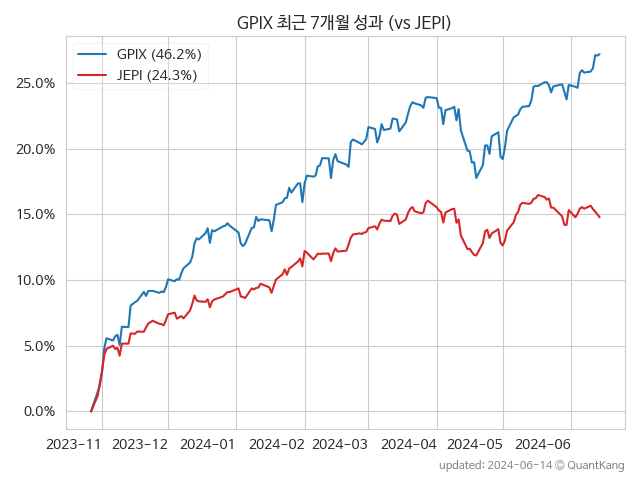 GPIX 최근 7개월 성과 (vs JEPI)
GPIX (46.2%)
JEPI (24.3%)
25.0%
20.0%
15.0%
10.0%
5.0%
0.0%
2023−11 2023−12 2024−01 2024−02 2024−03 2024−04 2024−05 2024−06
updated: 2024-06-14 © QuantKang